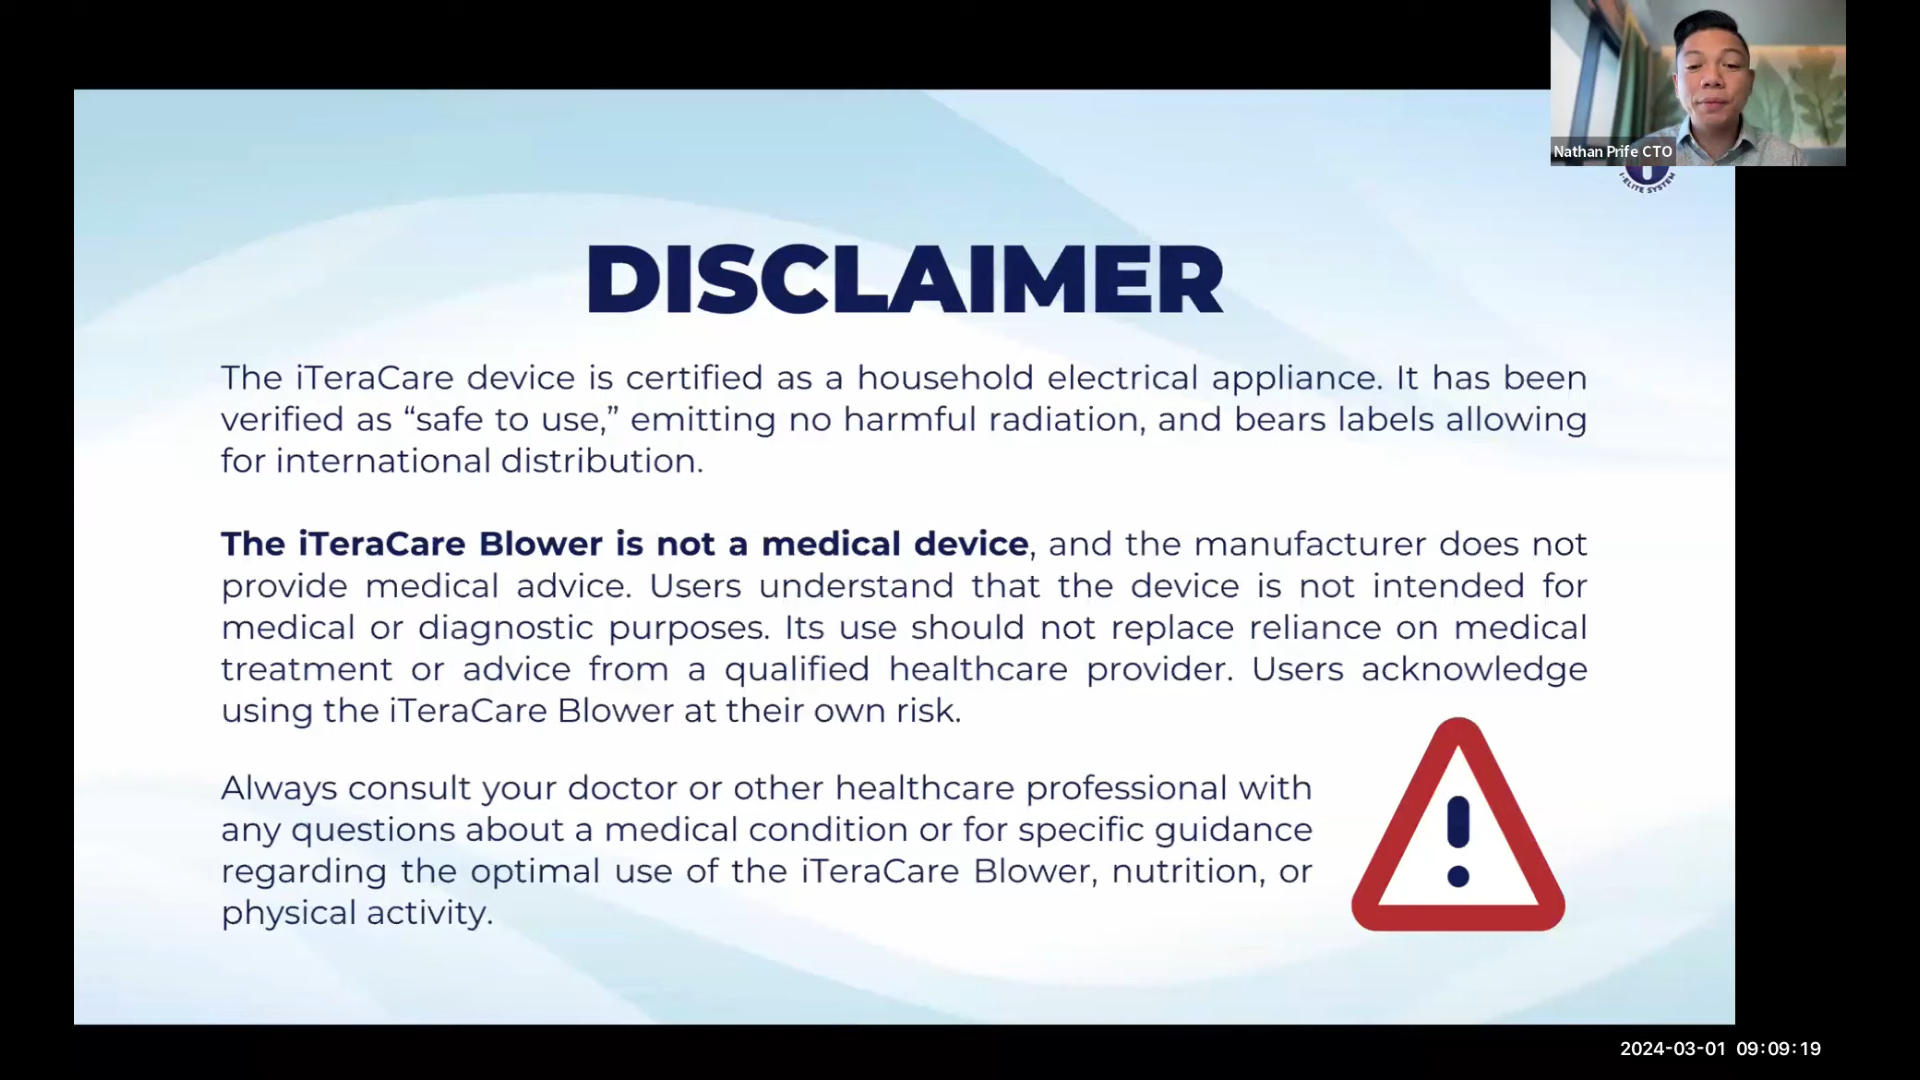 Nathan Prife CTO
i-ELITE SYSTEM
DISCLAIMER
The iTeraCare device is certified as a household electrical appliance. It has been
verified as “safe to use,” emitting no harmful radiation, and bears labels allowing
for international distribution.
The iTeraCare Blower is not a medical device, and the manufacturer does not
provide medical advice. Users understand that the device is not intended for
medical or diagnostic purposes. Its use should not replace reliance on medical
treatment or advice from a qualified healthcare provider. Users acknowledge
using the iTeraCare Blower at their own risk.
Always consult your doctor or other healthcare professional with
any questions about a medical condition or for specific guidance
regarding the optimal use of the iTeraCare Blower, nutrition, or
physical activity.
2024-03-01 09:09:19